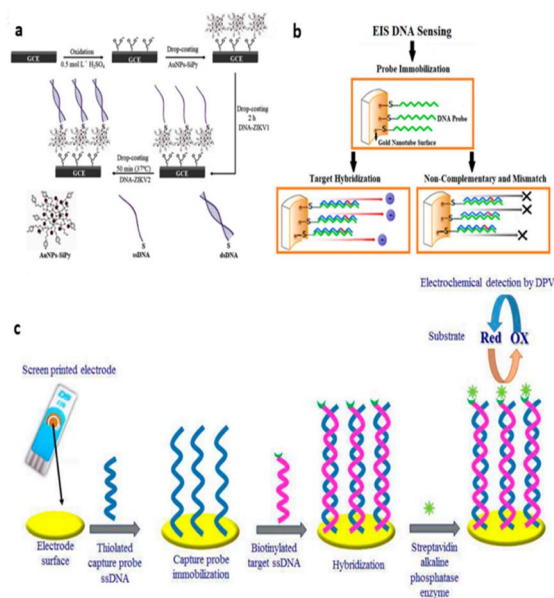 a
GCE
Oxidation
0.5 mol L⁻¹ H₂SO₄
GCE
Drop-coating
AuNPs-SiPy
GCE
Drop-coating
2 h
DNA-ZIKV1
GCE
Drop-coating
50 min (37°C)
DNA-ZIKV2
GCE
AuNPs-SiPy
S
ssDNA
S
dsDNA
b
EIS DNA Sensing
Probe Immobilization
S
S
S
DNA Probe
Gold Nanotube Surface
Target Hybridization
Non-Complementary and Mismatch
S
S
S
S
S
S
c
Electrochemical detection by DPV
Substrate
Red OX
Screen printed electrode
Electrode
surface
Thiolated
capture probe
ssDNA
Capture probe
immobilization
Biotinylated
target ssDNA
Hybridization
Streptavidin
alkaline
phosphatase
enzyme